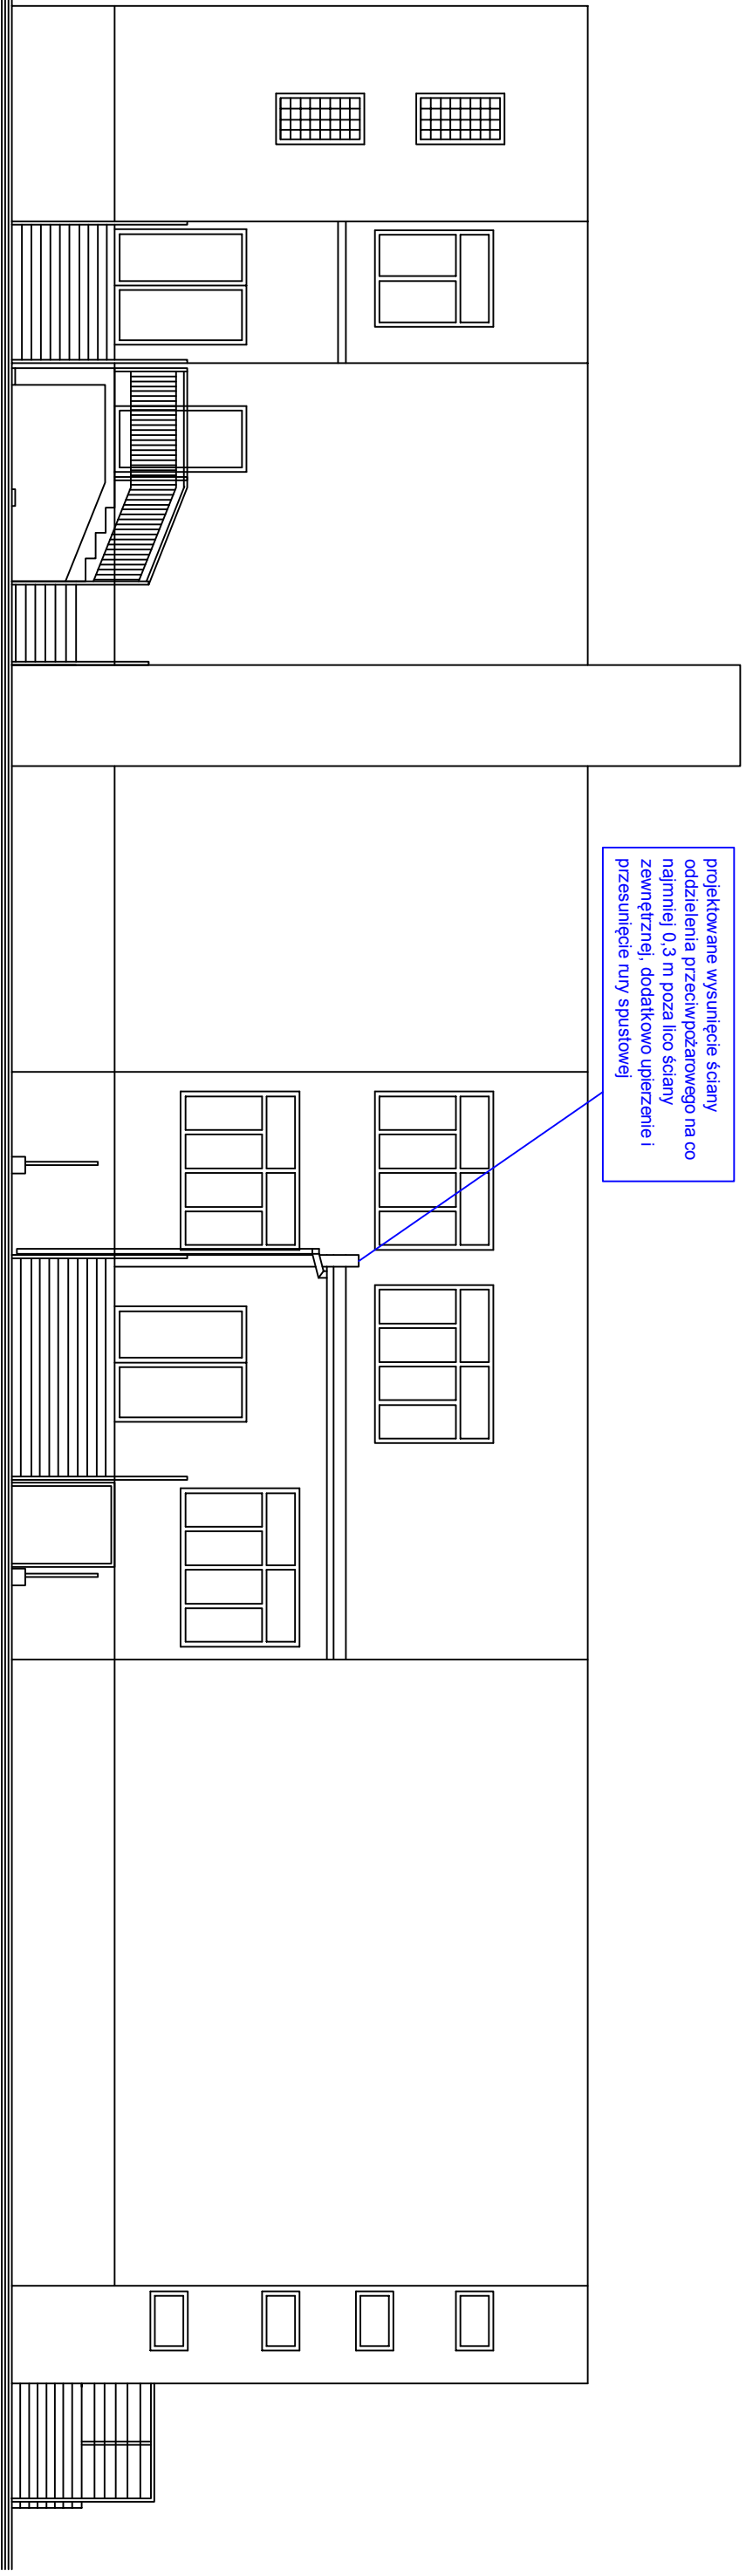 projektowane wysunięcie ściany
oddzielenia przeciwpożarowego na co
najmniej 0,3 m poza lico ściany
zewnętrznej, dodatkowo upierzenie i
przesunięcie rury spustowej